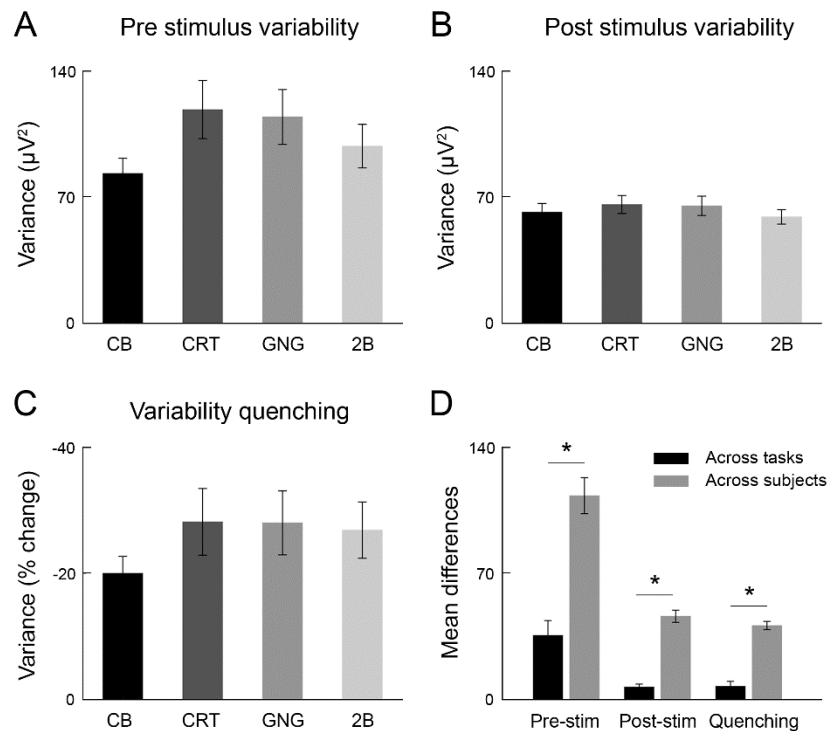 A Pre stimulus variability
Variance (µV²)
140
70
0
CB CRT GNG 2B
B Post stimulus variability
Variance (µV²)
140
70
0
CB CRT GNG 2B
C Variability quenching
Variance (% change)
-40
-20
0
CB CRT GNG 2B
D
Mean differences
140
70
0
Across tasks
Across subjects
* * *
Pre-stim Post-stim Quenching